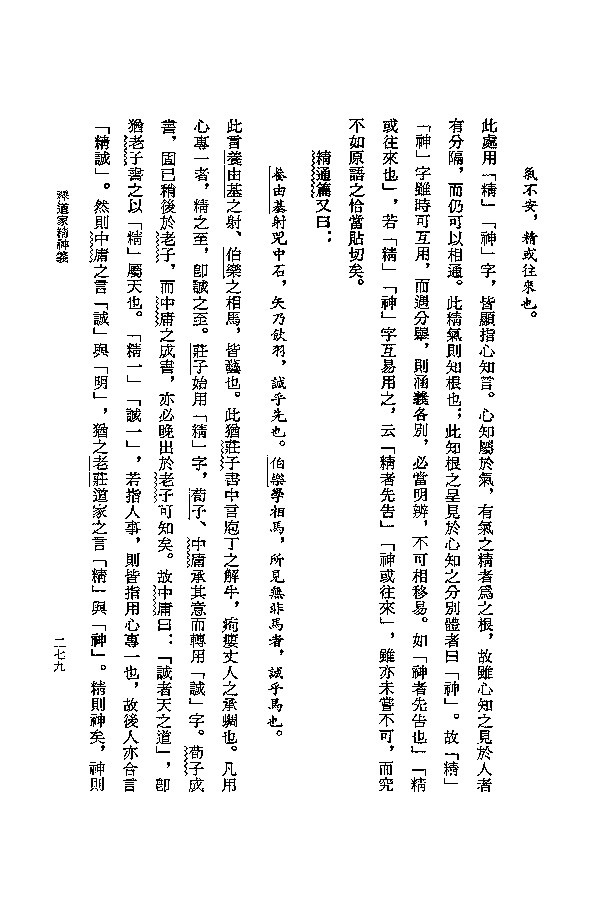 氣不安，精或往來也。
此處用「精」「神」字，皆顯指心知言。心知屬於氣，有氣之精者爲之根，故雖心知之見於人者
有分隔，而仍可以相通。此精氣則知根也；此知根之呈見於心知之分別體者曰「神」。故「精」
「神」字雖時可互用，而遇分舉，則涵義各別，必當明辨，不可相移易。如「神者先告也」「精
或往來也」，若「精」「神」字互易用之，云「精者先告」「神或往來」，雖亦未嘗不可，而究
不如原語之恰當貼切矣。
精通篇又曰：
養由基射兕中石，矢乃飲羽，誠乎先也。伯樂學相馬，所見無非馬者，誠乎馬也。
此言養由基之射、伯樂之相馬，皆藝也。此猶莊子書中言庖丁之解牛，痀僂丈人之承蜩也。凡用
心專一者，精之至，卽誠之至。莊子始用「精」字，荀子、中庸承其意而轉用「誠」字。荀子成
書，固已稍後於老子，而中庸之成書，亦必晚出於老子可知矣。故中庸曰：「誠者天之道」，卽
猶老子書之以「精」屬天也。「精一」「誠一」，若指人事，則皆指用心專一也，故後人亦合言
「精誠」。然則中庸之言「誠」與「明」，猶之老莊道家之言「精」與「神」。精則神矣，神則
釋道家精神義
二七九